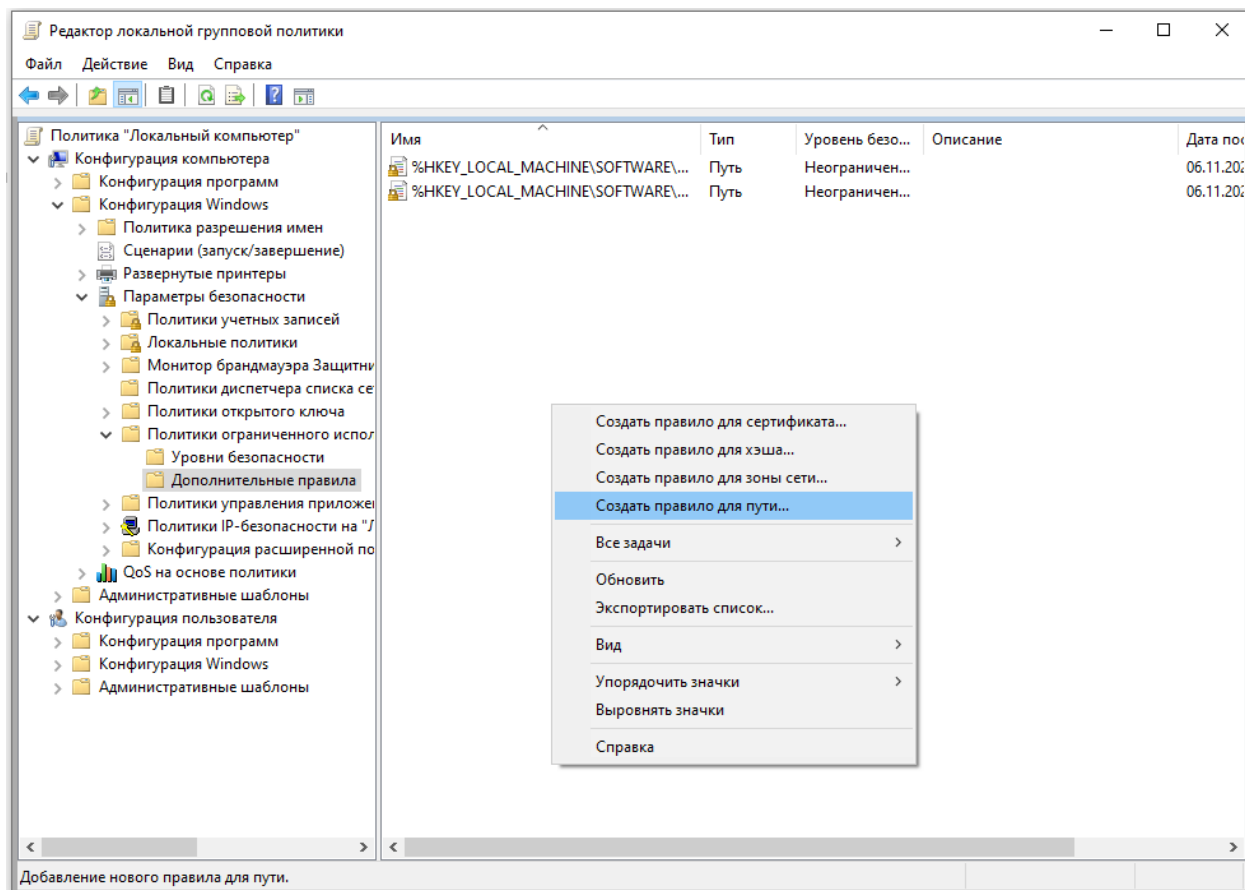 Редактор локальной групповой политики
Файл Действие Вид Справка
Политика "Локальный компьютер"
Конфигурация компьютера
Конфигурация программ
Конфигурация Windows
Политика разрешения имен
Сценарии (запуск/завершение)
Развернутые принтеры
Параметры безопасности
Политики учетных записей
Локальные политики
Монитор брандмауэра Защитни
Политики диспетчера списка се
Политики открытого ключа
Политики ограниченного испол
Уровни безопасности
Дополнительные правила
Политики управления приложе
Политики IP-безопасности на "Л
Конфигурация расширенной по
QoS на основе политики
Административные шаблоны
Конфигурация пользователя
Конфигурация программ
Конфигурация Windows
Административные шаблоны
Имя Тип Уровень безо... Описание Дата пос
%HKEY_LOCAL_MACHINE\SOFTWARE\... Путь Неограничен... 06.11.202
%HKEY_LOCAL_MACHINE\SOFTWARE\... Путь Неограничен... 06.11.202
Создать правило для сертификата...
Создать правило для хэша...
Создать правило для зоны сети...
Создать правило для пути...
Все задачи
Обновить
Экспортировать список...
Вид
Упорядочить значки
Выровнять значки
Справка
Добавление нового правила для пути.